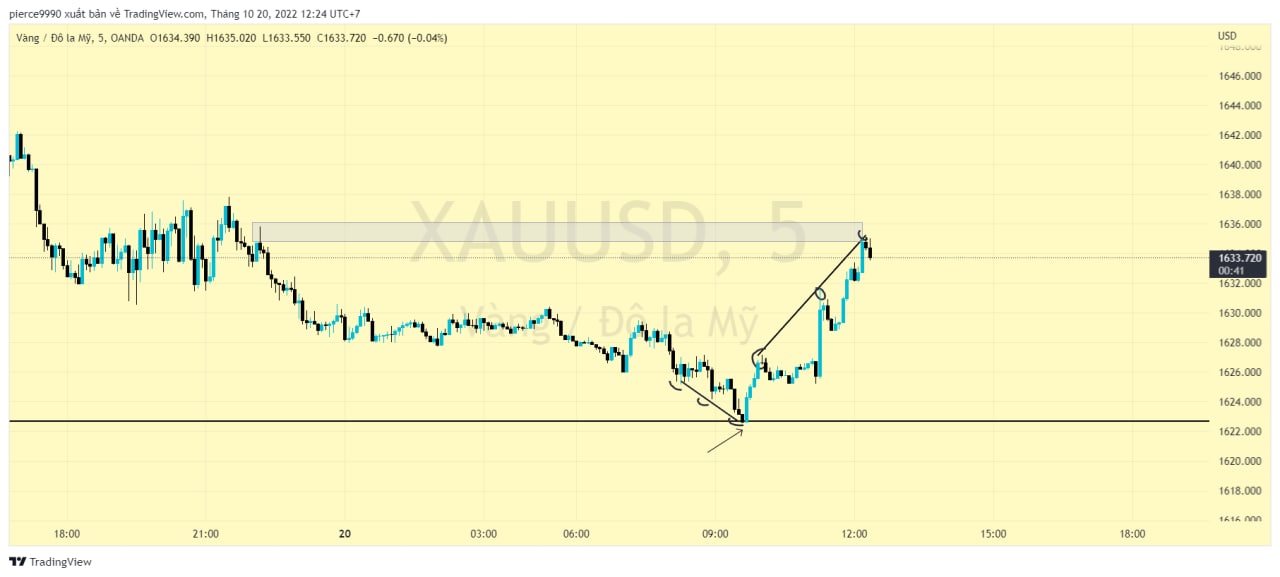 pierce9990 xuất bản về TradingView.com, Tháng 10 20, 2022 12:24 UTC+7
Vàng / Đô la Mỹ, 5, OANDA O1634.390 H1635.020 L1633.550 C1633.720 −0.670 (−0.04%)
USD
1648.000
1646.000
1644.000
1642.000
1640.000
1638.000
XAUUSD, 5
1636.000
1633.720
00:41
1632.000
Vàng / Đô la Mỹ
1630.000
1628.000
1626.000
1624.000
1622.000
1620.000
1618.000
1616.000
18:00 21:00 20 03:00 06:00 09:00 12:00 15:00 18:00
TradingView